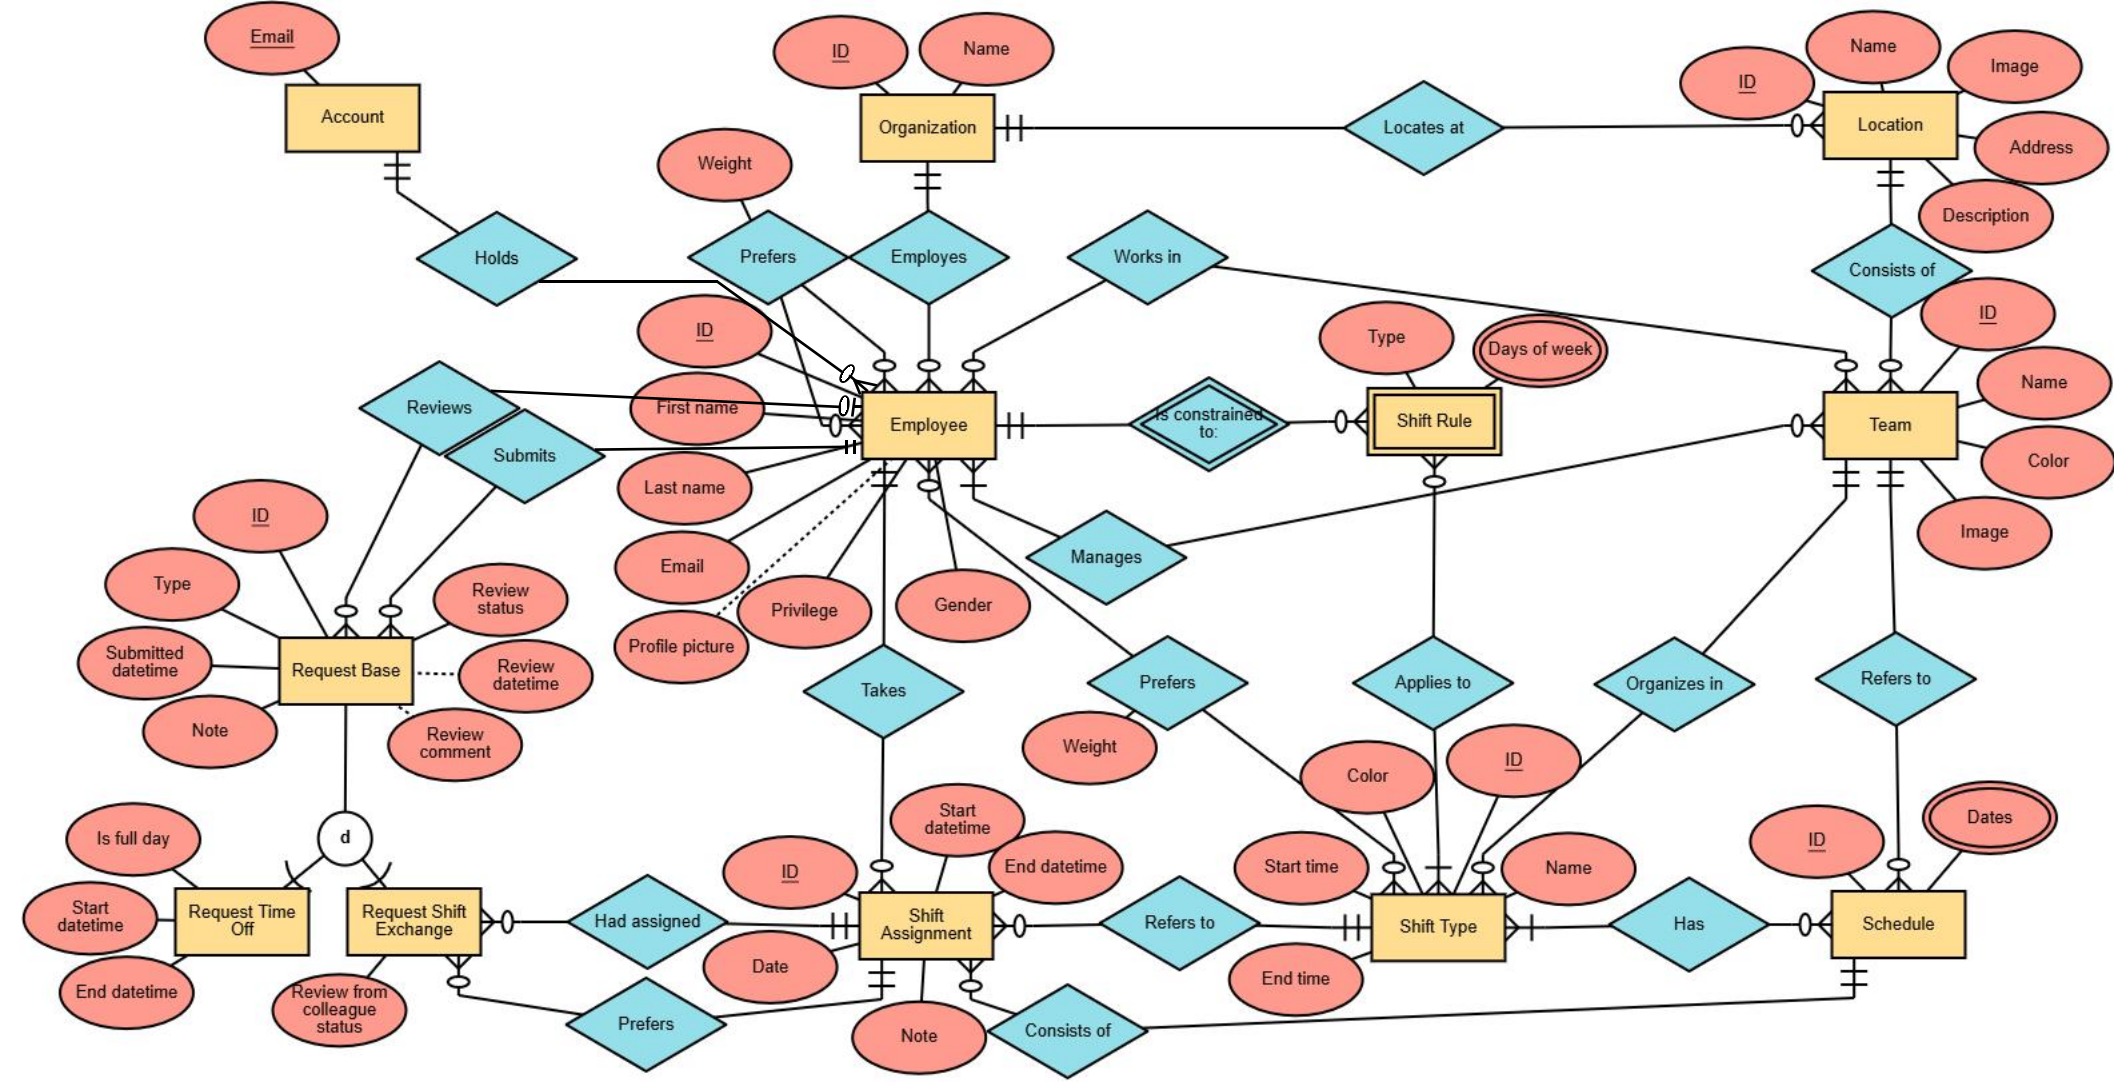 Email
Account
ID
Name
Organization
Locates at
ID
Name
Image
Location
Address
Description
Weight
Holds
Prefers
Employes
Works in
Consists of
ID
Type
Days of week
ID
Name
Reviews
First name
Employee
Is constrained
to:
Shift Rule
Team
Submits
Last name
Color
ID
Email
Manages
Image
Type
Review
status
Privilege
Gender
Submitted
datetime
Request Base
Review
datetime
Profile picture
Takes
Prefers
Applies to
Organizes in
Refers to
Note
Review
comment
Weight
Color
ID
Is full day
d
Start
datetime
ID
End datetime
Start time
Name
ID
Dates
Start
datetime
Request Time
Off
Request Shift
Exchange
Had assigned
Shift
Assignment
Refers to
Shift Type
Has
Schedule
End datetime
Review from
colleague
status
Date
End time
Prefers
Note
Consists of